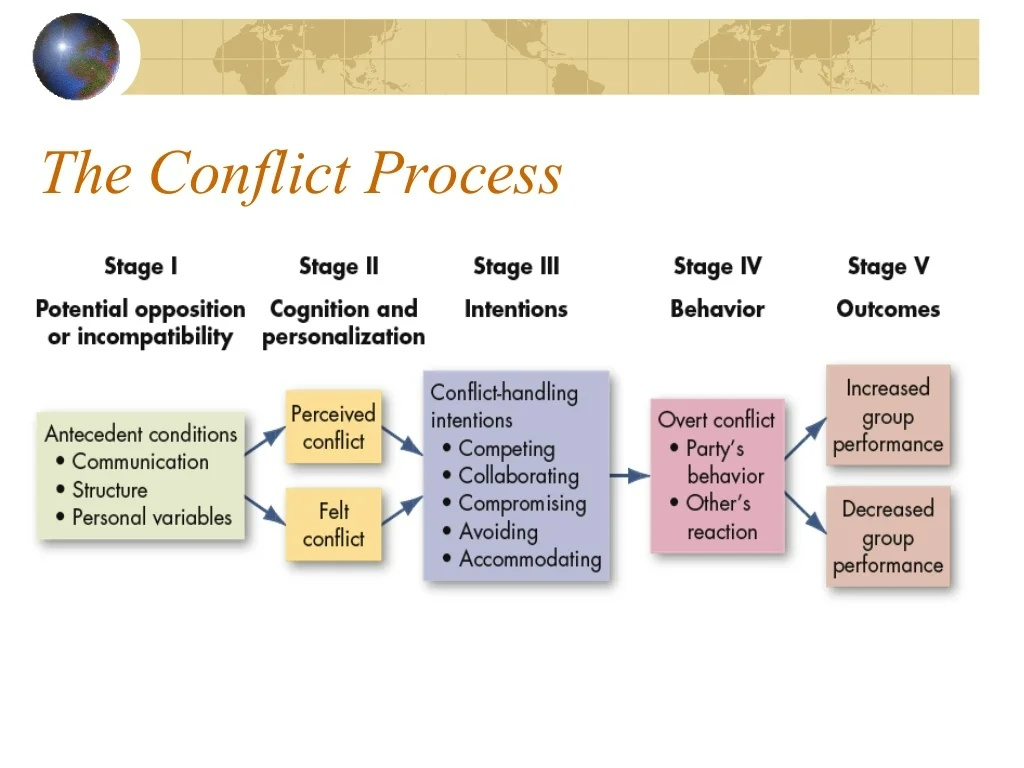 The Conflict Process
Stage I
Potential opposition
or incompatibility
Stage II
Cognition and
personalization
Stage III
Intentions
Stage IV
Behavior
Stage V
Outcomes
Antecedent conditions
• Communication
• Structure
• Personal variables
Perceived
conflict
Felt
conflict
Conflict-handling
intentions
• Competing
• Collaborating
• Compromising
• Avoiding
• Accommodating
Overt conflict
• Party's
behavior
• Other's
reaction
Increased
group
performance
Decreased
group
performance